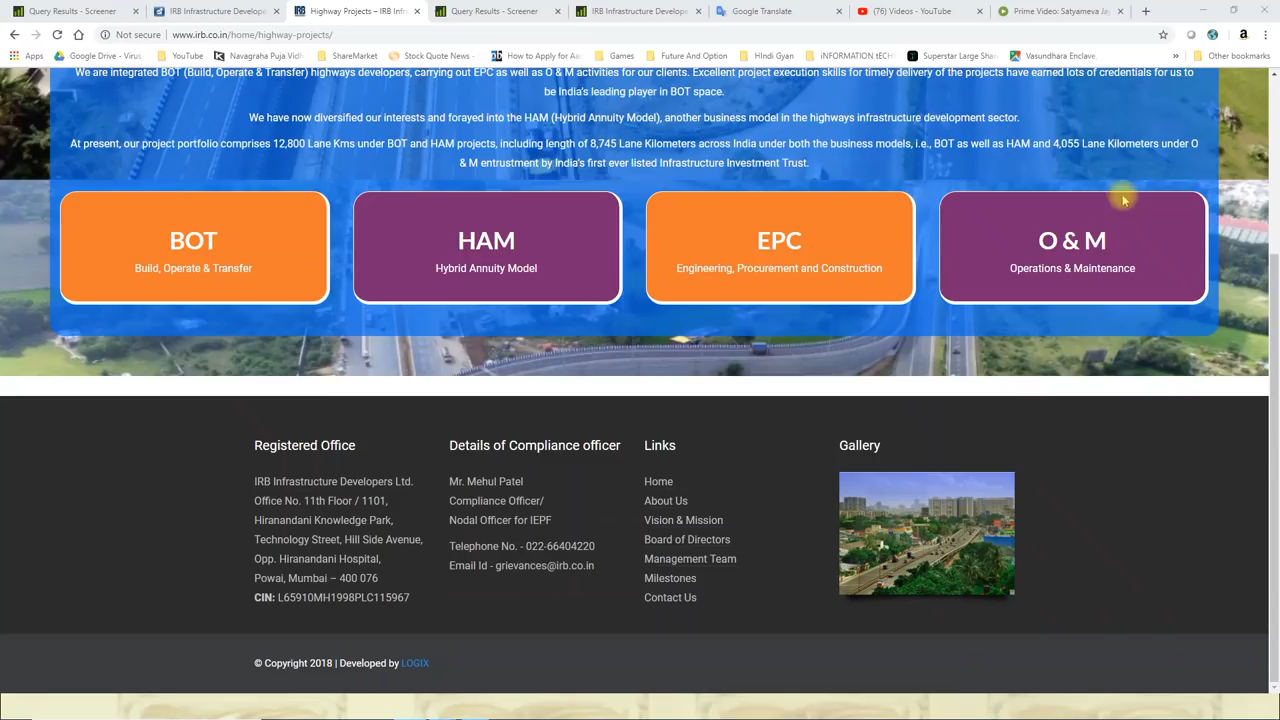 Query Results - Screener
IRB Infrastructure Develope
Highway Projects – IRB Infr
Query Results - Screener
IRB Infrastructure Develope
Google Translate
(76) Videos - YouTube
Prime Video: Satyameva Jay
Not secure www.irb.co.in/home/highway-projects/
Apps Google Drive - Virus YouTube Navagraha Puja Vidh ShareMarket Stock Quote News - How to Apply for Aa Games Future And Option HIndi Gyan iNFORMATION tECH Superstar Large Shar Vasundhara Enclave, » Other bookmarks
We are integrated BOT (Build, Operate & Transfer) highways developers, carrying out EPC as well as O & M activities for our clients. Excellent project execution skills for timely delivery of the projects have earned lots of credentials for us to
be India's leading player in BOT space.
We have now diversified our interests and forayed into the HAM (Hybrid Annuity Model), another business model in the highways infrastructure development sector.
At present, our project portfolio comprises 12,800 Lane Kms under BOT and HAM projects, including length of 8,745 Lane Kilometers across India under both the business models, i.e., BOT as well as HAM and 4,055 Lane Kilometers under O
& M entrustment by India's first ever listed Infrastructure Investment Trust.
BOT
Build, Operate & Transfer
HAM
Hybrid Annuity Model
EPC
Engineering, Procurement and Construction
O & M
Operations & Maintenance
Registered Office
IRB Infrastructure Developers Ltd.
Office No. 11th Floor / 1101,
Hiranandani Knowledge Park,
Technology Street, Hill Side Avenue,
Opp. Hiranandani Hospital,
Powai, Mumbai – 400 076
CIN: L65910MH1998PLC115967
Details of Compliance officer
Mr. Mehul Patel
Compliance Officer/
Nodal Officer for IEPF
Telephone No. - 022-66404220
Email Id - grievances@irb.co.in
Links
Home
About Us
Vision & Mission
Board of Directors
Management Team
Milestones
Contact Us
Gallery
© Copyright 2018 | Developed by LOGIX